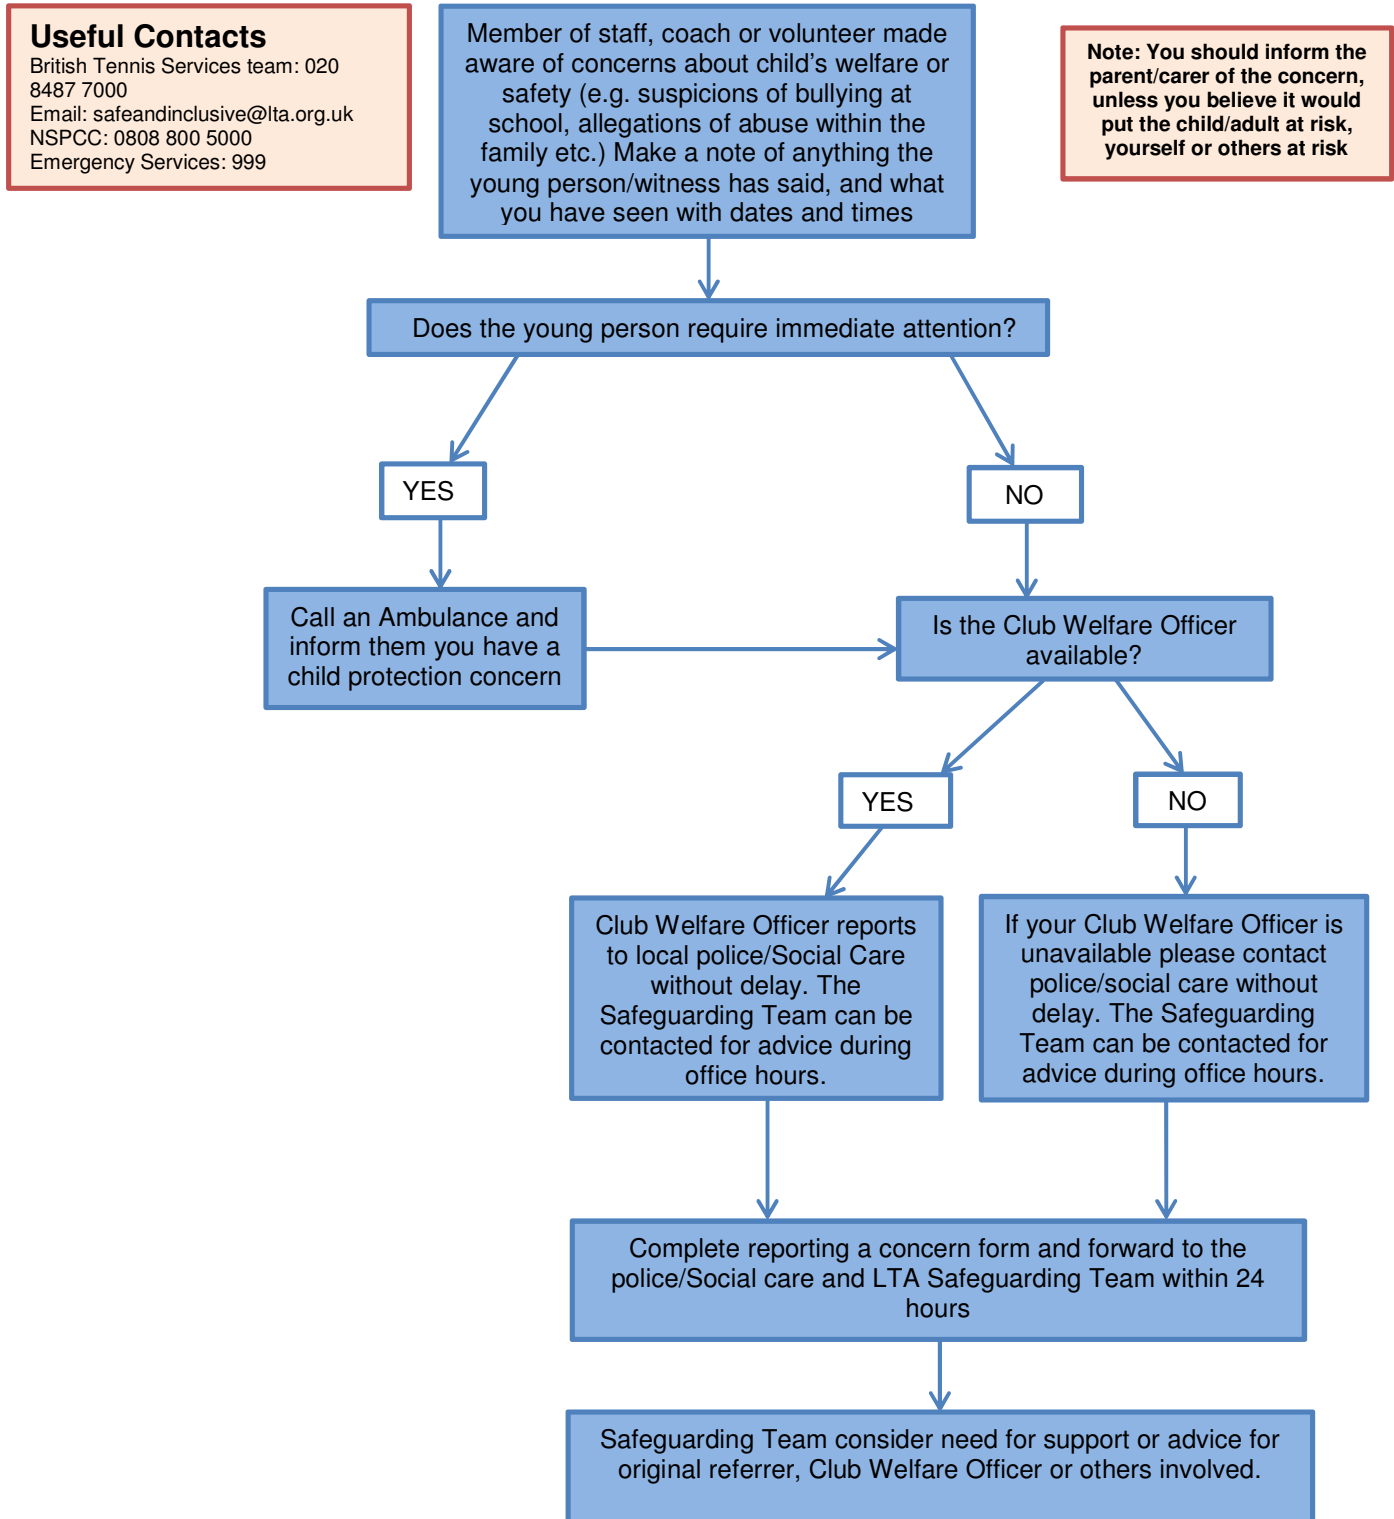 Useful Contacts
British Tennis Services team: 020
8487 7000
Email: safeandinclusive@lta.org.uk
NSPCC: 0808 800 5000
Emergency Services: 999
Member of staff, coach or volunteer made
aware of concerns about child’s welfare or
safety (e.g. suspicions of bullying at
school, allegations of abuse within the
family etc.) Make a note of anything the
young person/witness has said, and what
you have seen with dates and times
Note: You should inform the
parent/carer of the concern,
unless you believe it would
put the child/adult at risk,
yourself or others at risk
Does the young person require immediate attention?
YES
NO
Call an Ambulance and
inform them you have a
child protection concern
Is the Club Welfare Officer
available?
YES
NO
Club Welfare Officer reports
to local police/Social Care
without delay. The
Safeguarding Team can be
contacted for advice during
office hours.
If your Club Welfare Officer is
unavailable please contact
police/social care without
delay. The Safeguarding
Team can be contacted for
advice during office hours.
Complete reporting a concern form and forward to the
police/Social care and LTA Safeguarding Team within 24
hours
Safeguarding Team consider need for support or advice for
original referrer, Club Welfare Officer or others involved.